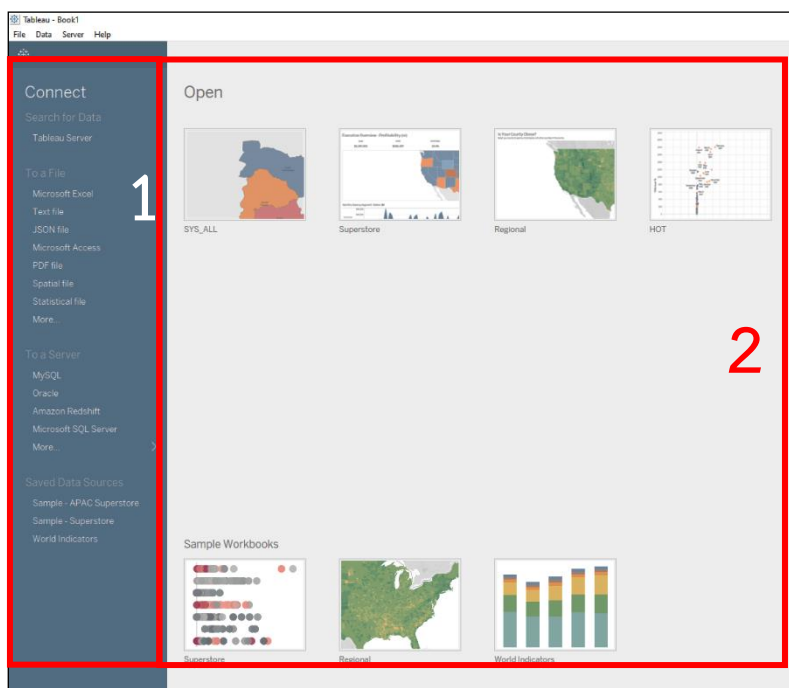 Tableau - Book1
File Data Server Help
Connect
Search for Data
Tableau Server
To a File
Microsoft Excel
Text file
JSON file
Microsoft Access
PDF file
Spatial file
Statistical file
More...
To a Server
MySQL
Oracle
Amazon Redshift
Microsoft SQL Server
More...
Saved Data Sources
Sample - APAC Superstore
Sample - Superstore
World Indicators
1
Open
SYS_ALL
Superstore
Regional
HOT
2
Sample Workbooks
Superstore
Regional
World Indicators